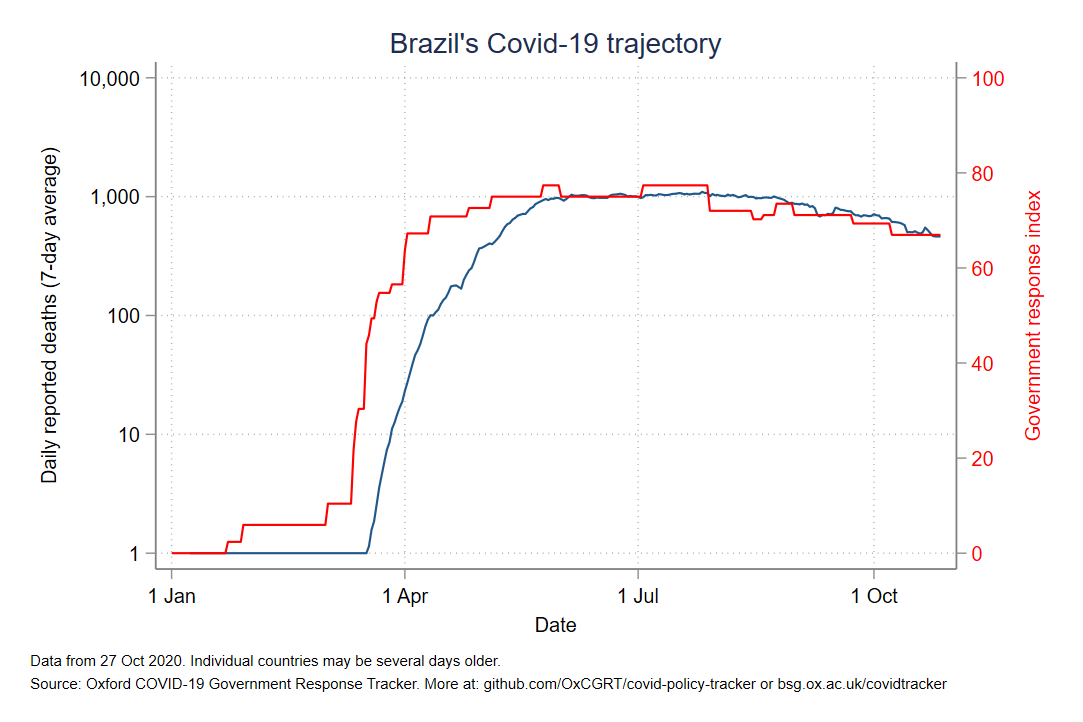 Brazil's Covid-19 trajectory
10,000
1,000
100
10
1
Daily reported deaths (7-day average)
100
80
60
40
20
0
Government response index
1 Jan
1 Apr
1 Jul
1 Oct
Date
Data from 27 Oct 2020. Individual countries may be several days older.
Source: Oxford COVID-19 Government Response Tracker. More at: github.com/OxCGRT/covid-policy-tracker or bsg.ox.ac.uk/covidtracker